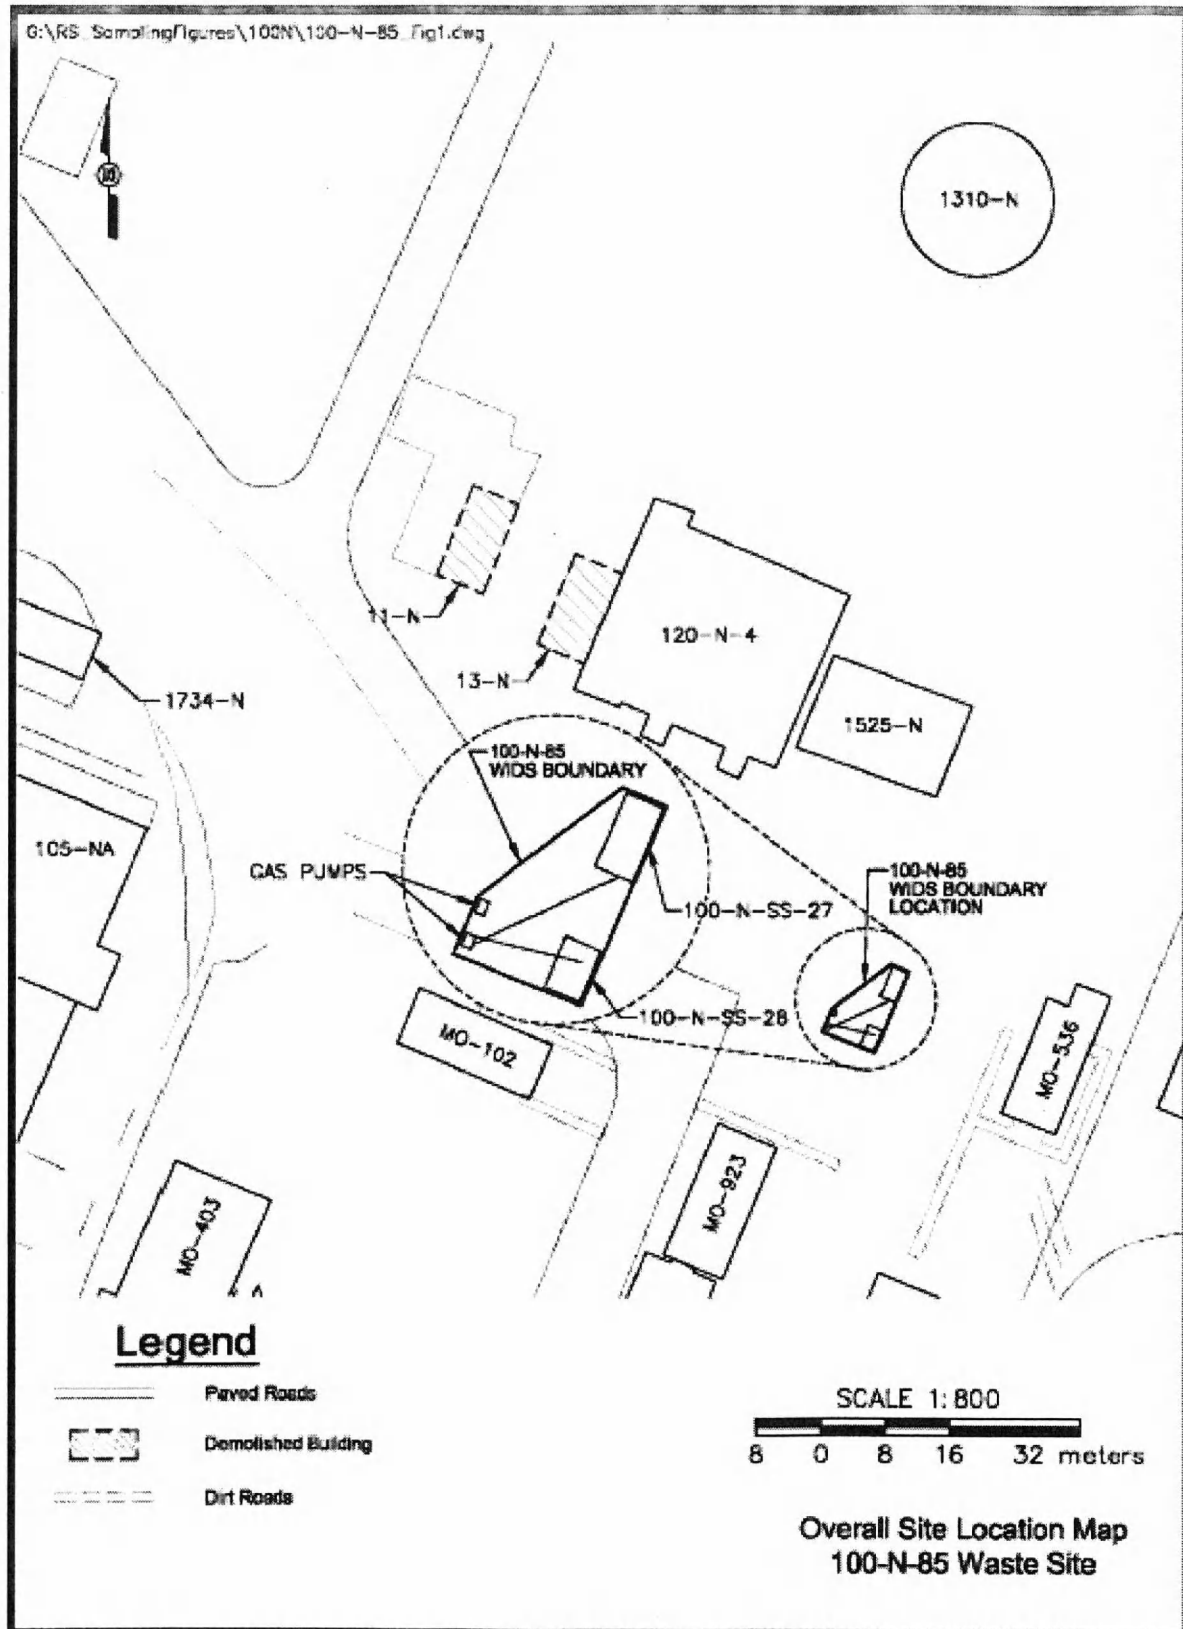 G:\RS_SamplingFigures\100N\100-N-85_Fig1.dwg
1310-N
11-N
120-N-4
13-N
1734-N
1525-N
100-N-85
WIDS BOUNDARY
105-NA
GAS PUMPS
100-N-85
WIDS BOUNDARY
LOCATION
100-N-SS-27
100-N-SS-28
MO-102
MO-536
MO-923
MO-403
Legend
Paved Roads
Demolished Building
Dirt Roads
SCALE 1:800
8 0 8 16 32 meters
Overall Site Location Map
100-N-85 Waste Site